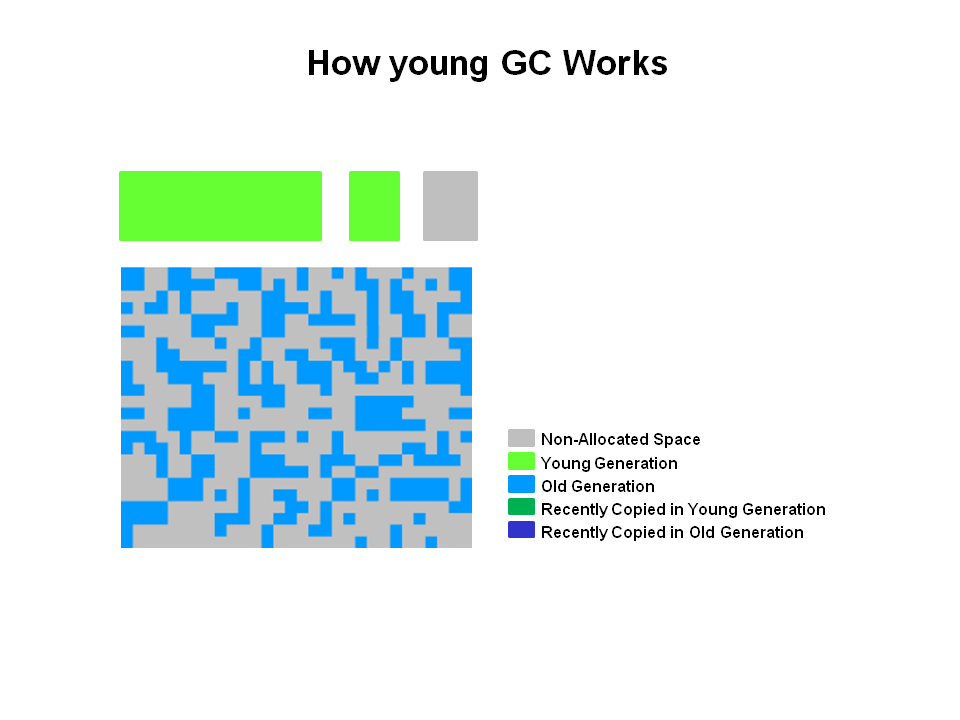 How young GC Works
Non-Allocated Space
Young Generation
Old Generation
Recently Copied in Young Generation
Recently Copied in Old Generation